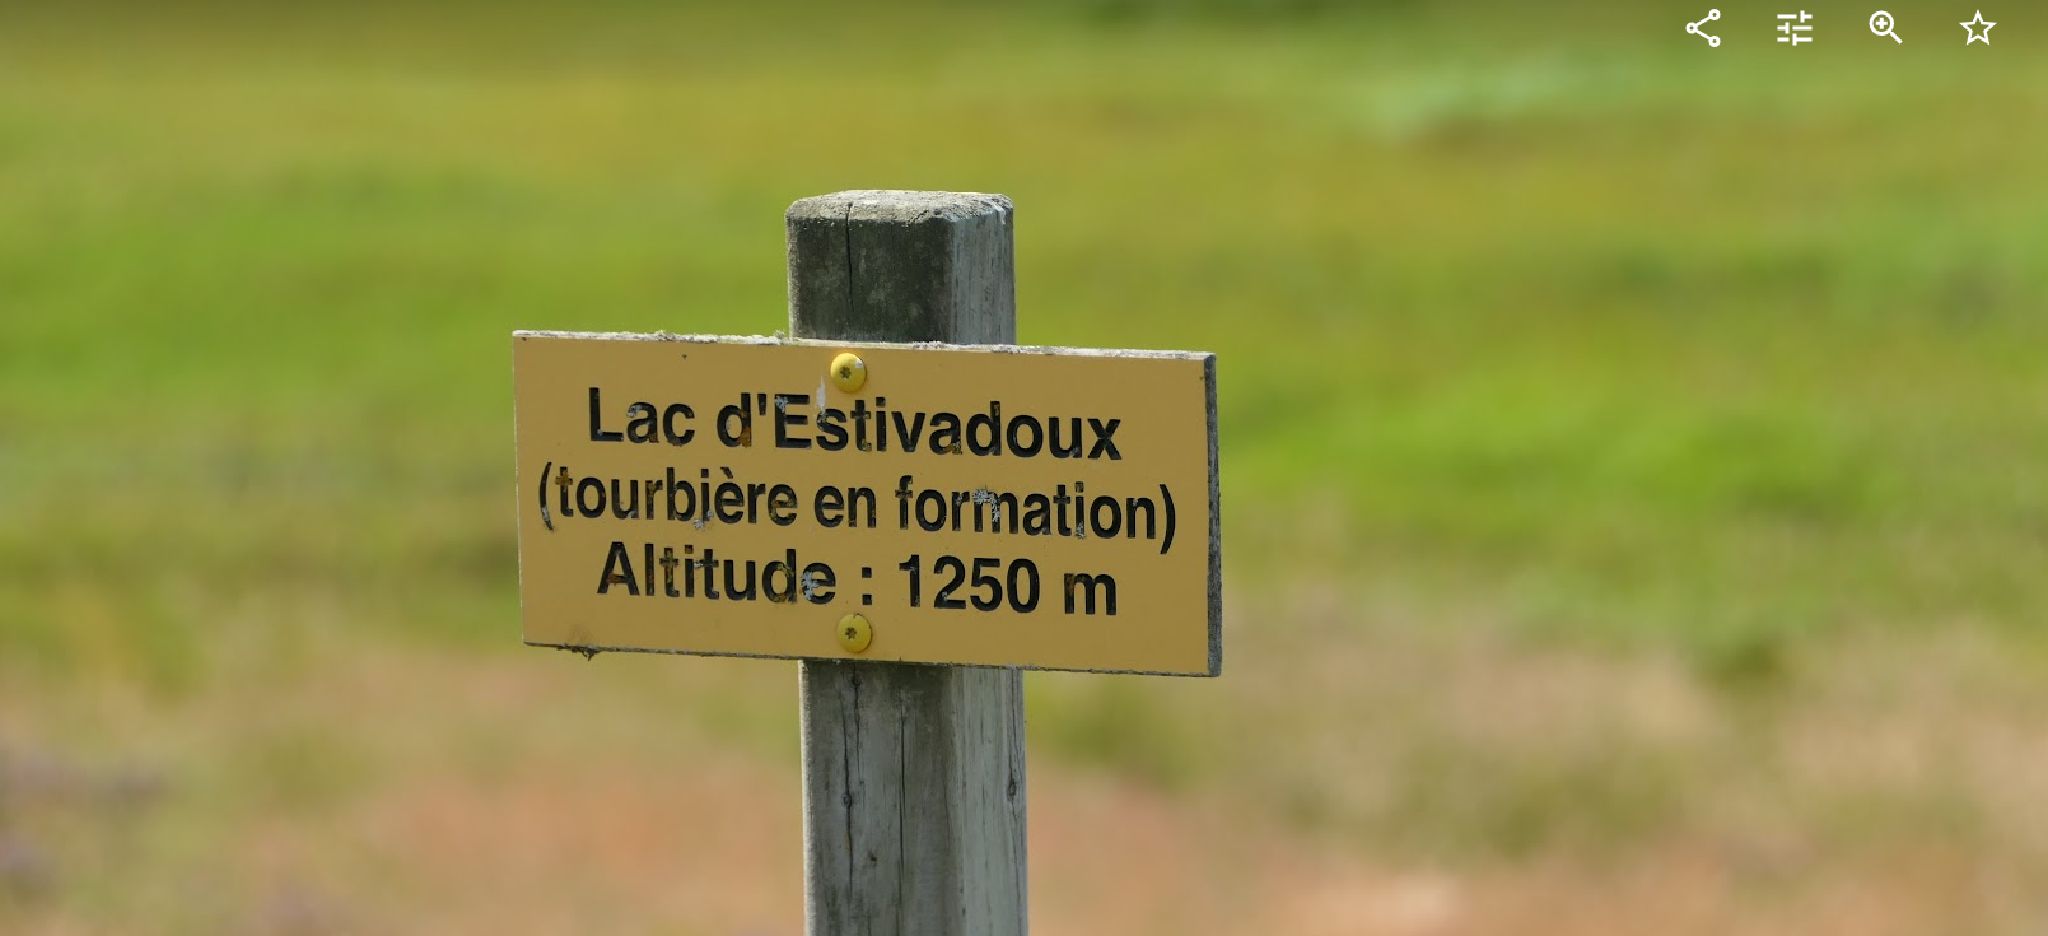 Lac d'Estivadoux
(tourbière en formation)
Altitude : 1250 m